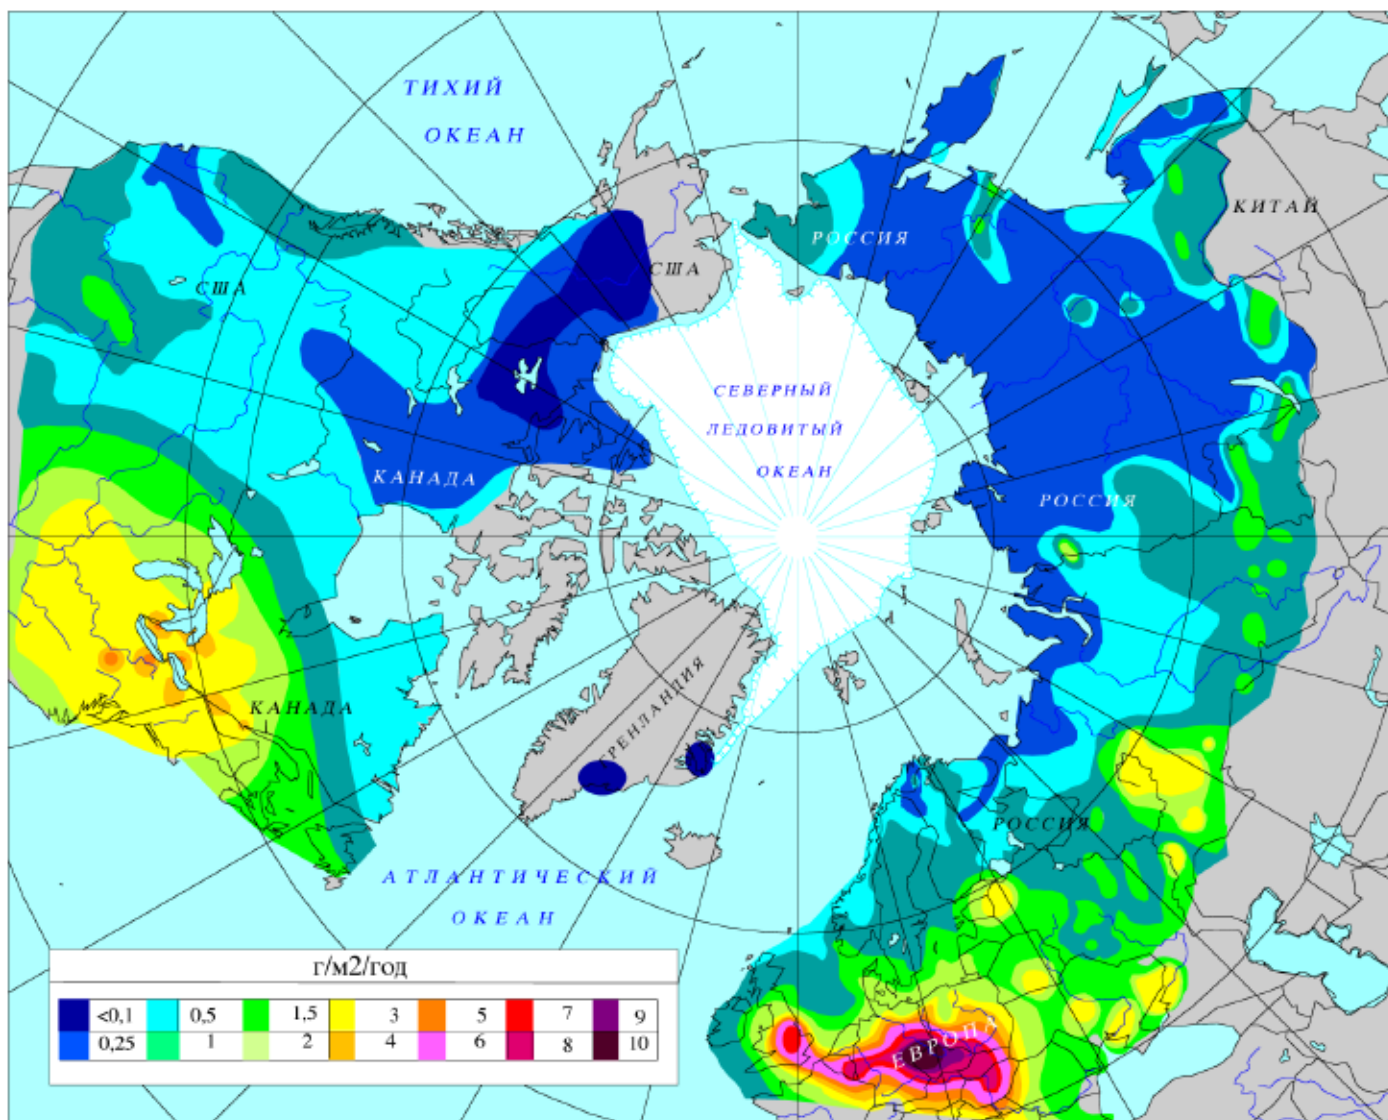 ТИХИЙ
ОКЕАН
КИТАЙ
РОССИЯ
США
США
СЕВЕРНЫЙ
ЛЕДОВИТЫЙ
ОКЕАН
КАНАДА
РОССИЯ
КАНАДА
ГРЕНЛАНДИЯ
РОССИЯ
АТЛАНТИЧЕСКИЙ
ОКЕАН
ЕВРОПА
г/м2/год
<0,1 0,5 1,5 3 5 7 9
0,25 1 2 4 6 8 10